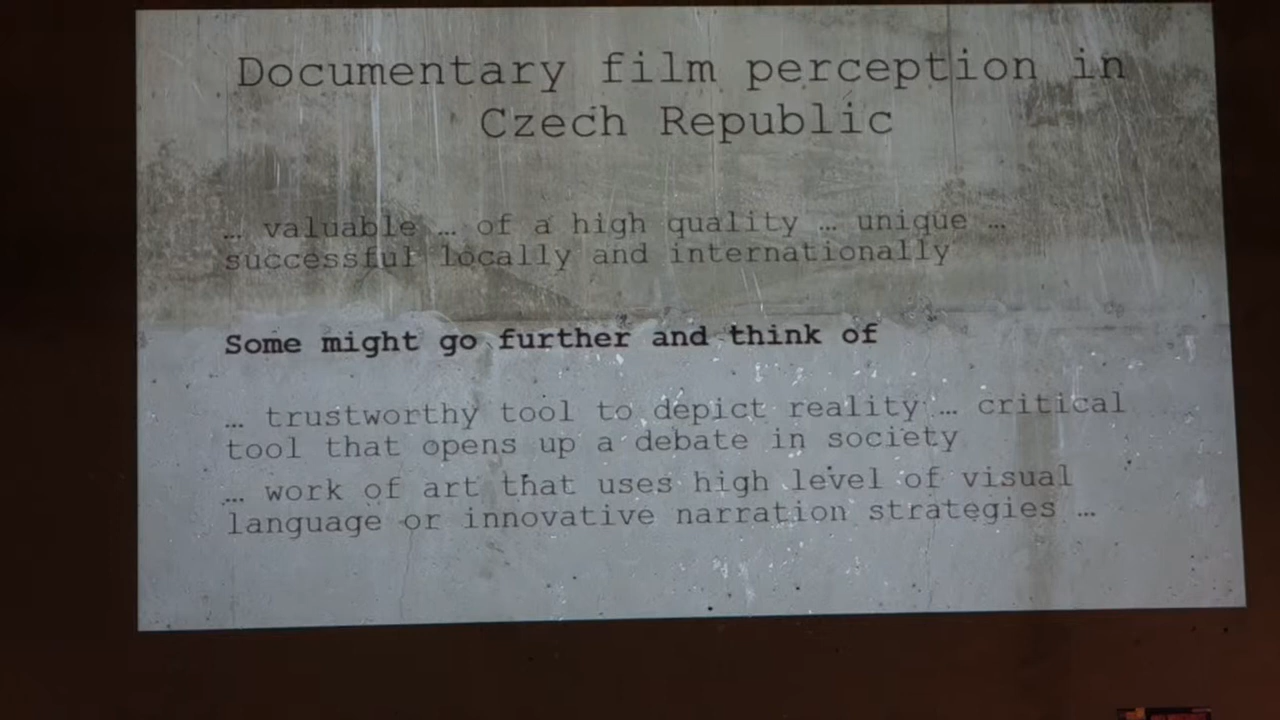 Documentary film perception in
Czech Republic
… valuable … of a high quality … unique …
successful locally and internationally
Some might go further and think of
… trustworthy tool to depict reality … critical
tool that opens up a debate in society
… work of art that uses high level of visual
language or innovative narration strategies …